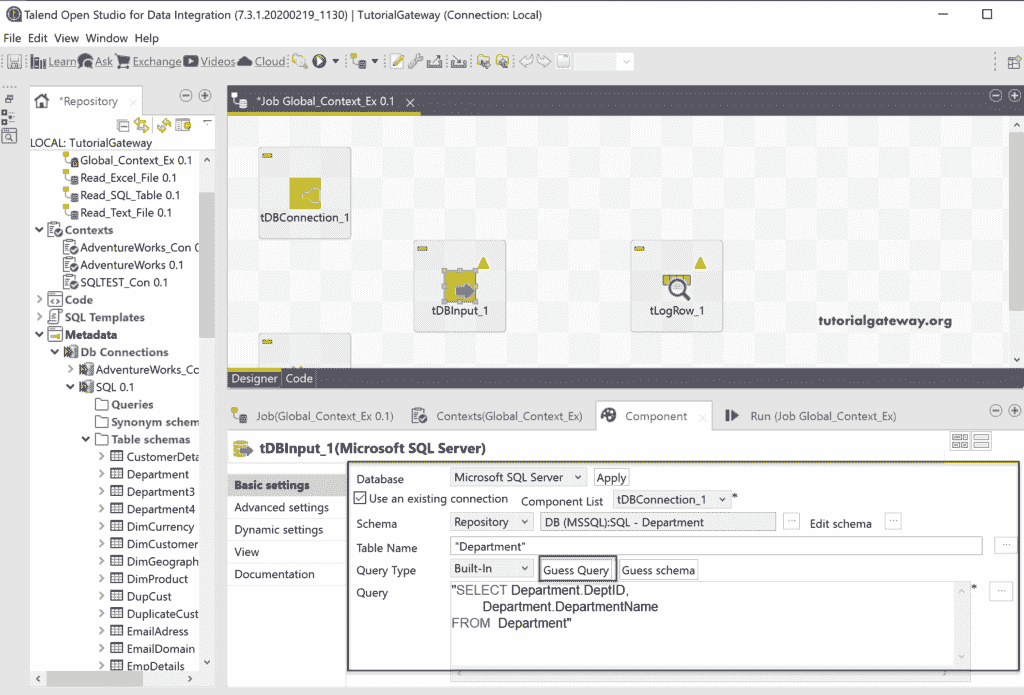 Talend Open Studio for Data Integration (7.3.1.20200219_1130) | TutorialGateway (Connection: Local)
File Edit View Window Help
Learn Ask Exchange Videos Cloud
*Repository
LOCAL: TutorialGateway
Global_Context_Ex 0.1
Read_Excel_File 0.1
Read_SQL_Table 0.1
Read_Text_File 0.1
Contexts
AdventureWorks_Con 0
AdventureWorks 0.1
SQLTEST_Con 0.1
Code
SQL Templates
Metadata
Db Connections
AdventureWorks_Cc
SQL 0.1
Queries
Synonym schem
Table schemas
CustomerDeta
Department
Department3
Department4
DimCurrency
DimCustomer
DimGeograph
DimProduct
DupCust
DuplicateCust
EmailAdress
EmailDomain
EmpDetails
*Job Global_Context_Ex 0.1
tDBConnection_1
tDBInput_1
tLogRow_1
tutorialgateway.org
Designer Code
Job(Global_Context_Ex 0.1) Contexts(Global_Context_Ex) Component Run (Job Global_Context_Ex)
tDBInput_1(Microsoft SQL Server)
Basic settings
Advanced settings
Dynamic settings
View
Documentation
Database Microsoft SQL Server Apply
Use an existing connection Component List tDBConnection_1 *
Schema Repository DB (MSSQL):SQL - Department ... Edit schema ...
Table Name "Department" ...
Query Type Built-In Guess Query Guess schema
Query "SELECT Department.DeptID, * ...
Department.DepartmentName
FROM Department"